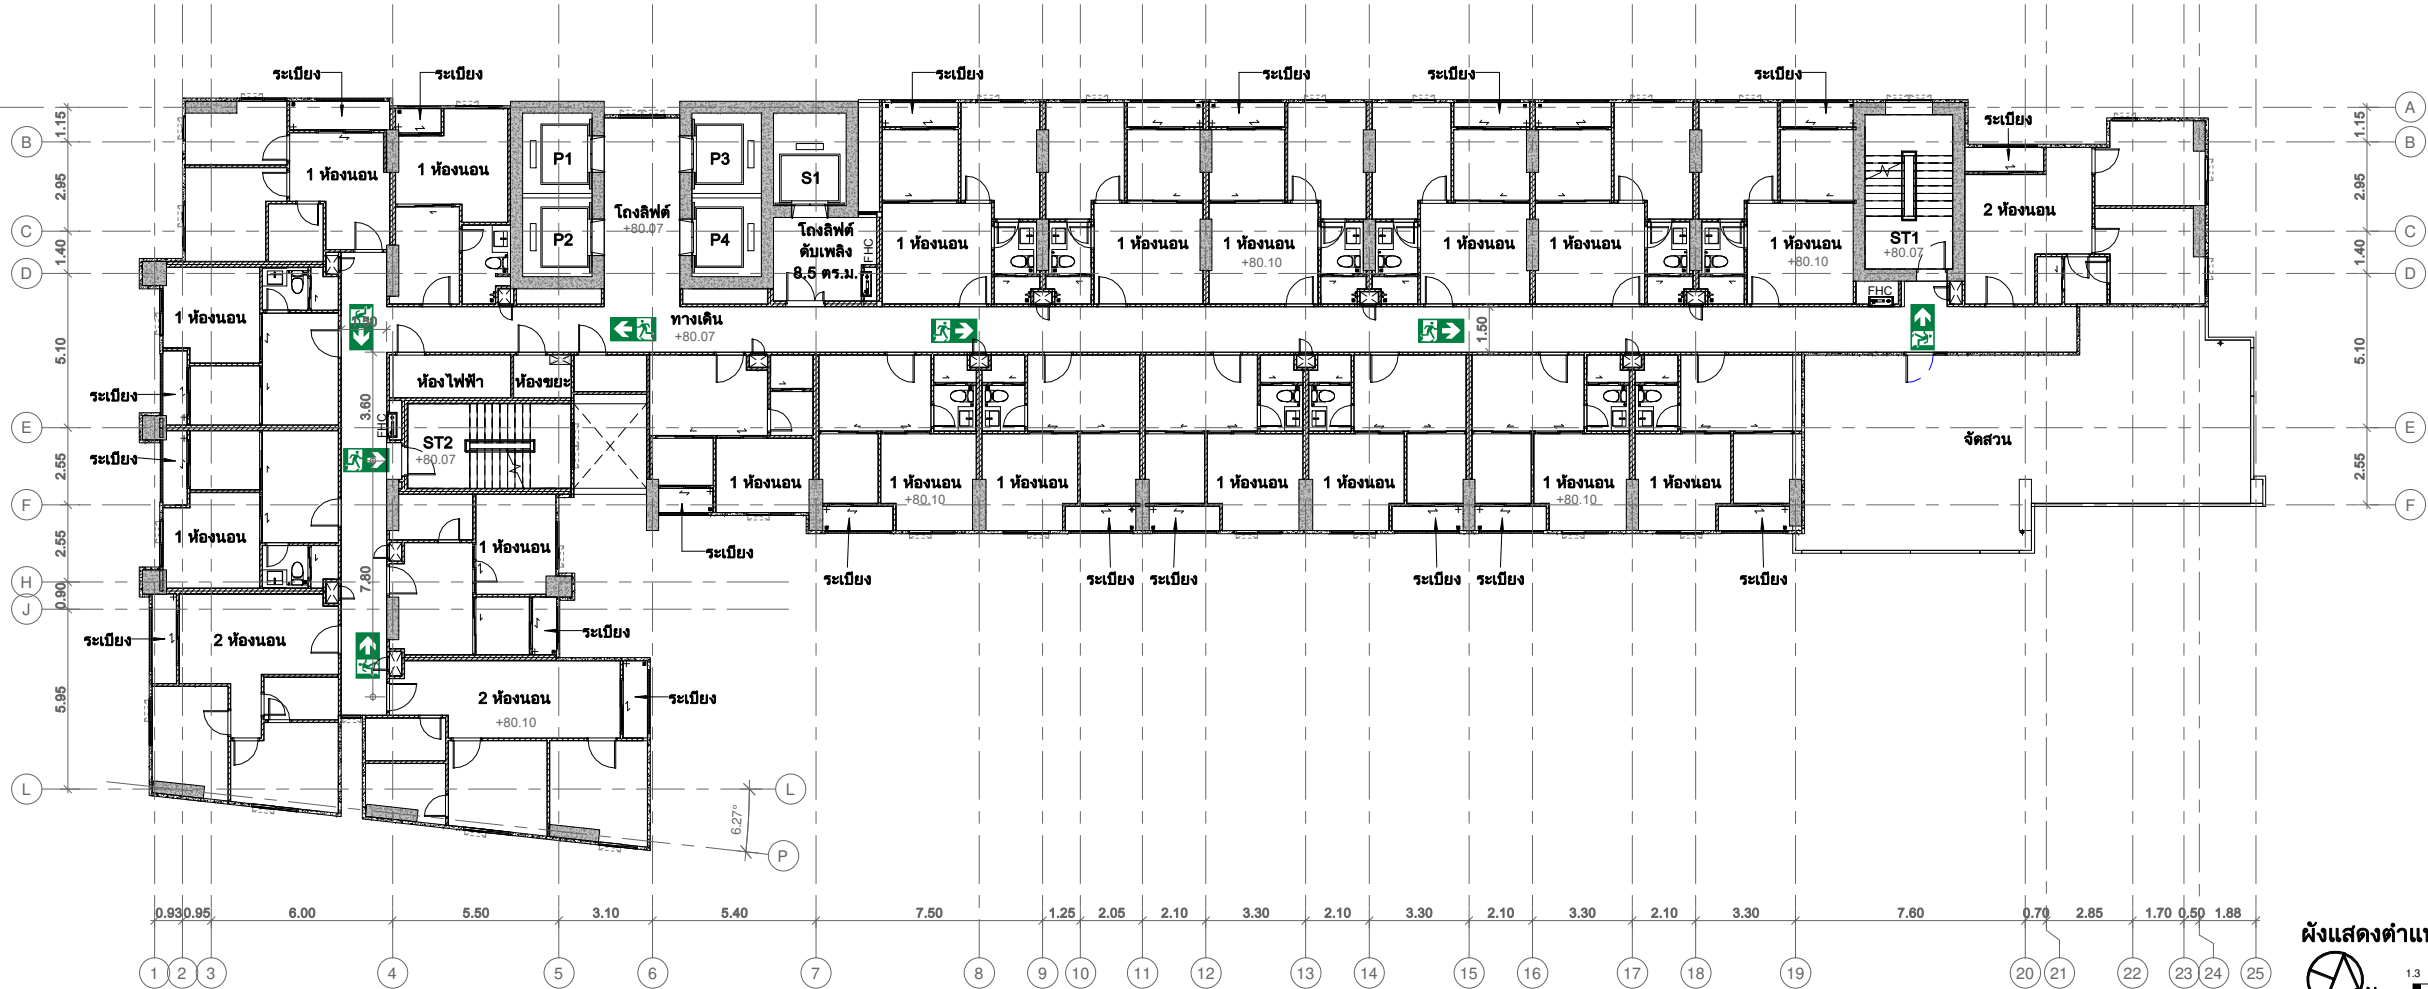 ระเบียง
ระเบียง
ระเบียง
ระเบียง
ระเบียง
ระเบียง
ระเบียง
A
B
B
C
C
D
D
E
E
F
F
H
J
L
L
P
1.15
2.95
1.40
5.10
2.55
2.55
0.90
5.95
1.15
2.95
1.40
5.10
2.55
1 ห้องนอน
1 ห้องนอน
P1
P2
P3
P4
S1
โถงลิฟต์
+80.07
โถงลิฟต์
ดับเพลิง
8.5 ตร.ม.
FHC
1 ห้องนอน
1 ห้องนอน
1 ห้องนอน
+80.10
1 ห้องนอน
1 ห้องนอน
1 ห้องนอน
+80.10
ST1
+80.07
FHC
2 ห้องนอน
1 ห้องนอน
1.50
ทางเดิน
+80.07
1.50
ห้องไฟฟ้า
ห้องขยะ
ระเบียง
ระเบียง
3.60
FHC
ST2
+80.07
จัดสวน
1 ห้องนอน
1 ห้องนอน
+80.10
1 ห้องนอน
1 ห้องนอน
1 ห้องนอน
1 ห้องนอน
+80.10
1 ห้องนอน
1 ห้องนอน
1 ห้องนอน
ระเบียง
ระเบียง
ระเบียง
ระเบียง
ระเบียง
ระเบียง
ระเบียง
7.80
ระเบียง
2 ห้องนอน
ระเบียง
2 ห้องนอน
+80.10
ระเบียง
6.27°
0.93 0.95 6.00 5.50 3.10 5.40 7.50 1.25 2.05 2.10 3.30 2.10 3.30 2.10 3.30 2.10 3.30 7.60 0.70 2.85 1.70 0.50 1.88
1 2 3 4 5 6 7 8 9 10 11 12 13 14 15 16 17 18 19 20 21 22 23 24 25
ผังแสดงตำแห
1.3